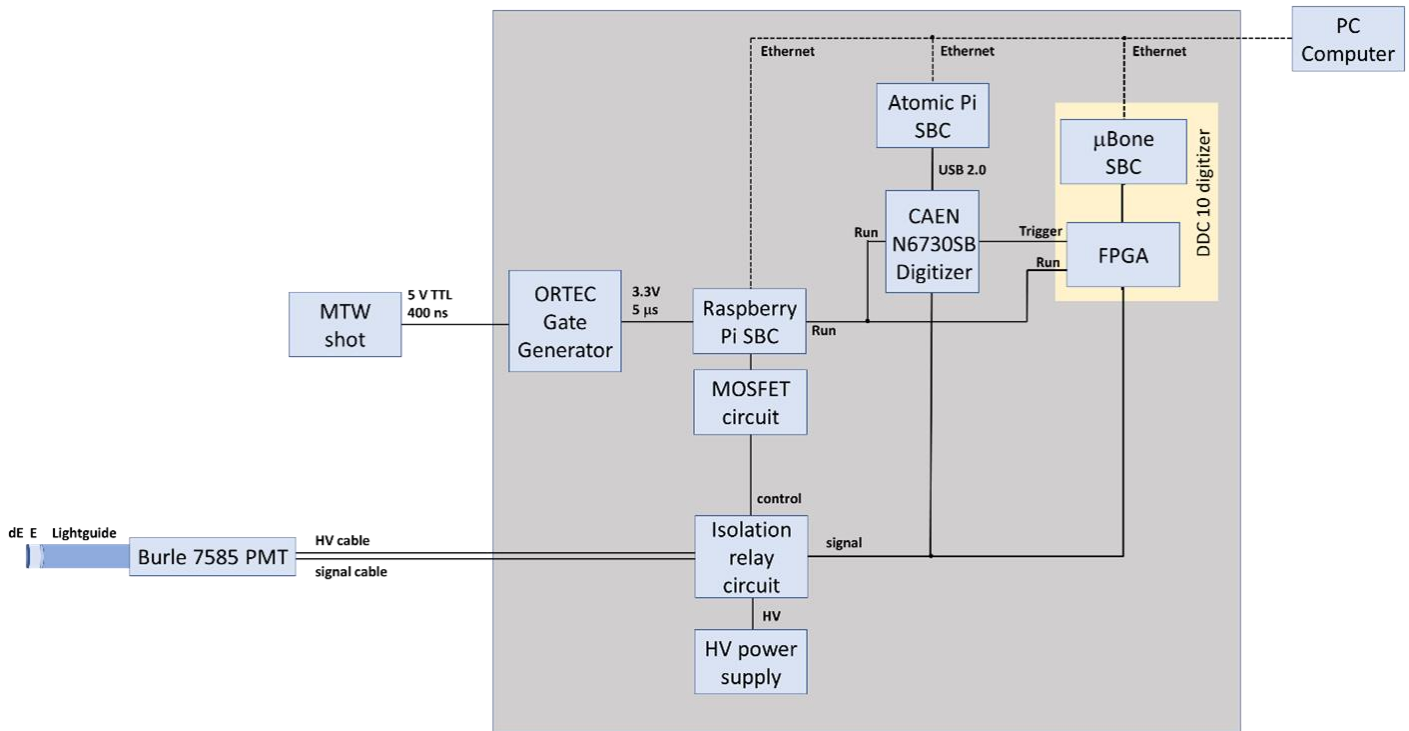 PC
Computer
Ethernet
Ethernet
Ethernet
Atomic Pi
SBC
μBone
SBC
DDC 10 digitizer
USB 2.0
CAEN
N6730SB
Digitizer
Run
Trigger
FPGA
Run
MTW
shot
5 V TTL
400 ns
ORTEC
Gate
Generator
3.3V
5 μs
Raspberry
Pi SBC
Run
MOSFET
circuit
control
dE E Lightguide
Burle 7585 PMT
HV cable
signal cable
Isolation
relay
circuit
signal
HV
HV power
supply